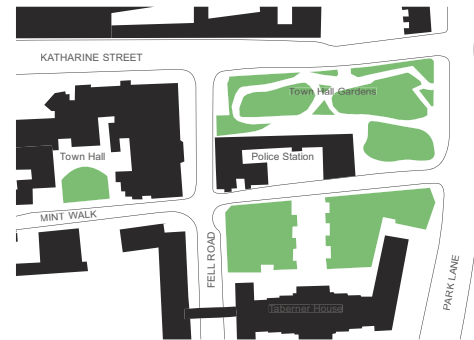 KATHARINE STREET
Town Hall Gardens
Town Hall
Police Station
MINT WALK
FELL ROAD
PARK LANE
Taberner House